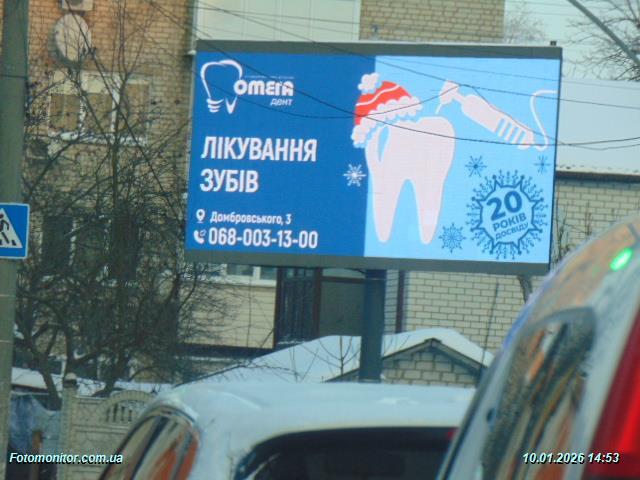 ОМЕГА
дент
ЛІКУВАННЯ
ЗУБІВ
Домбровського, 3
068-003-13-00
20
РОКІВ
ДОСВІДУ
Fotomonitor.com.ua
10.01.2026 14:53